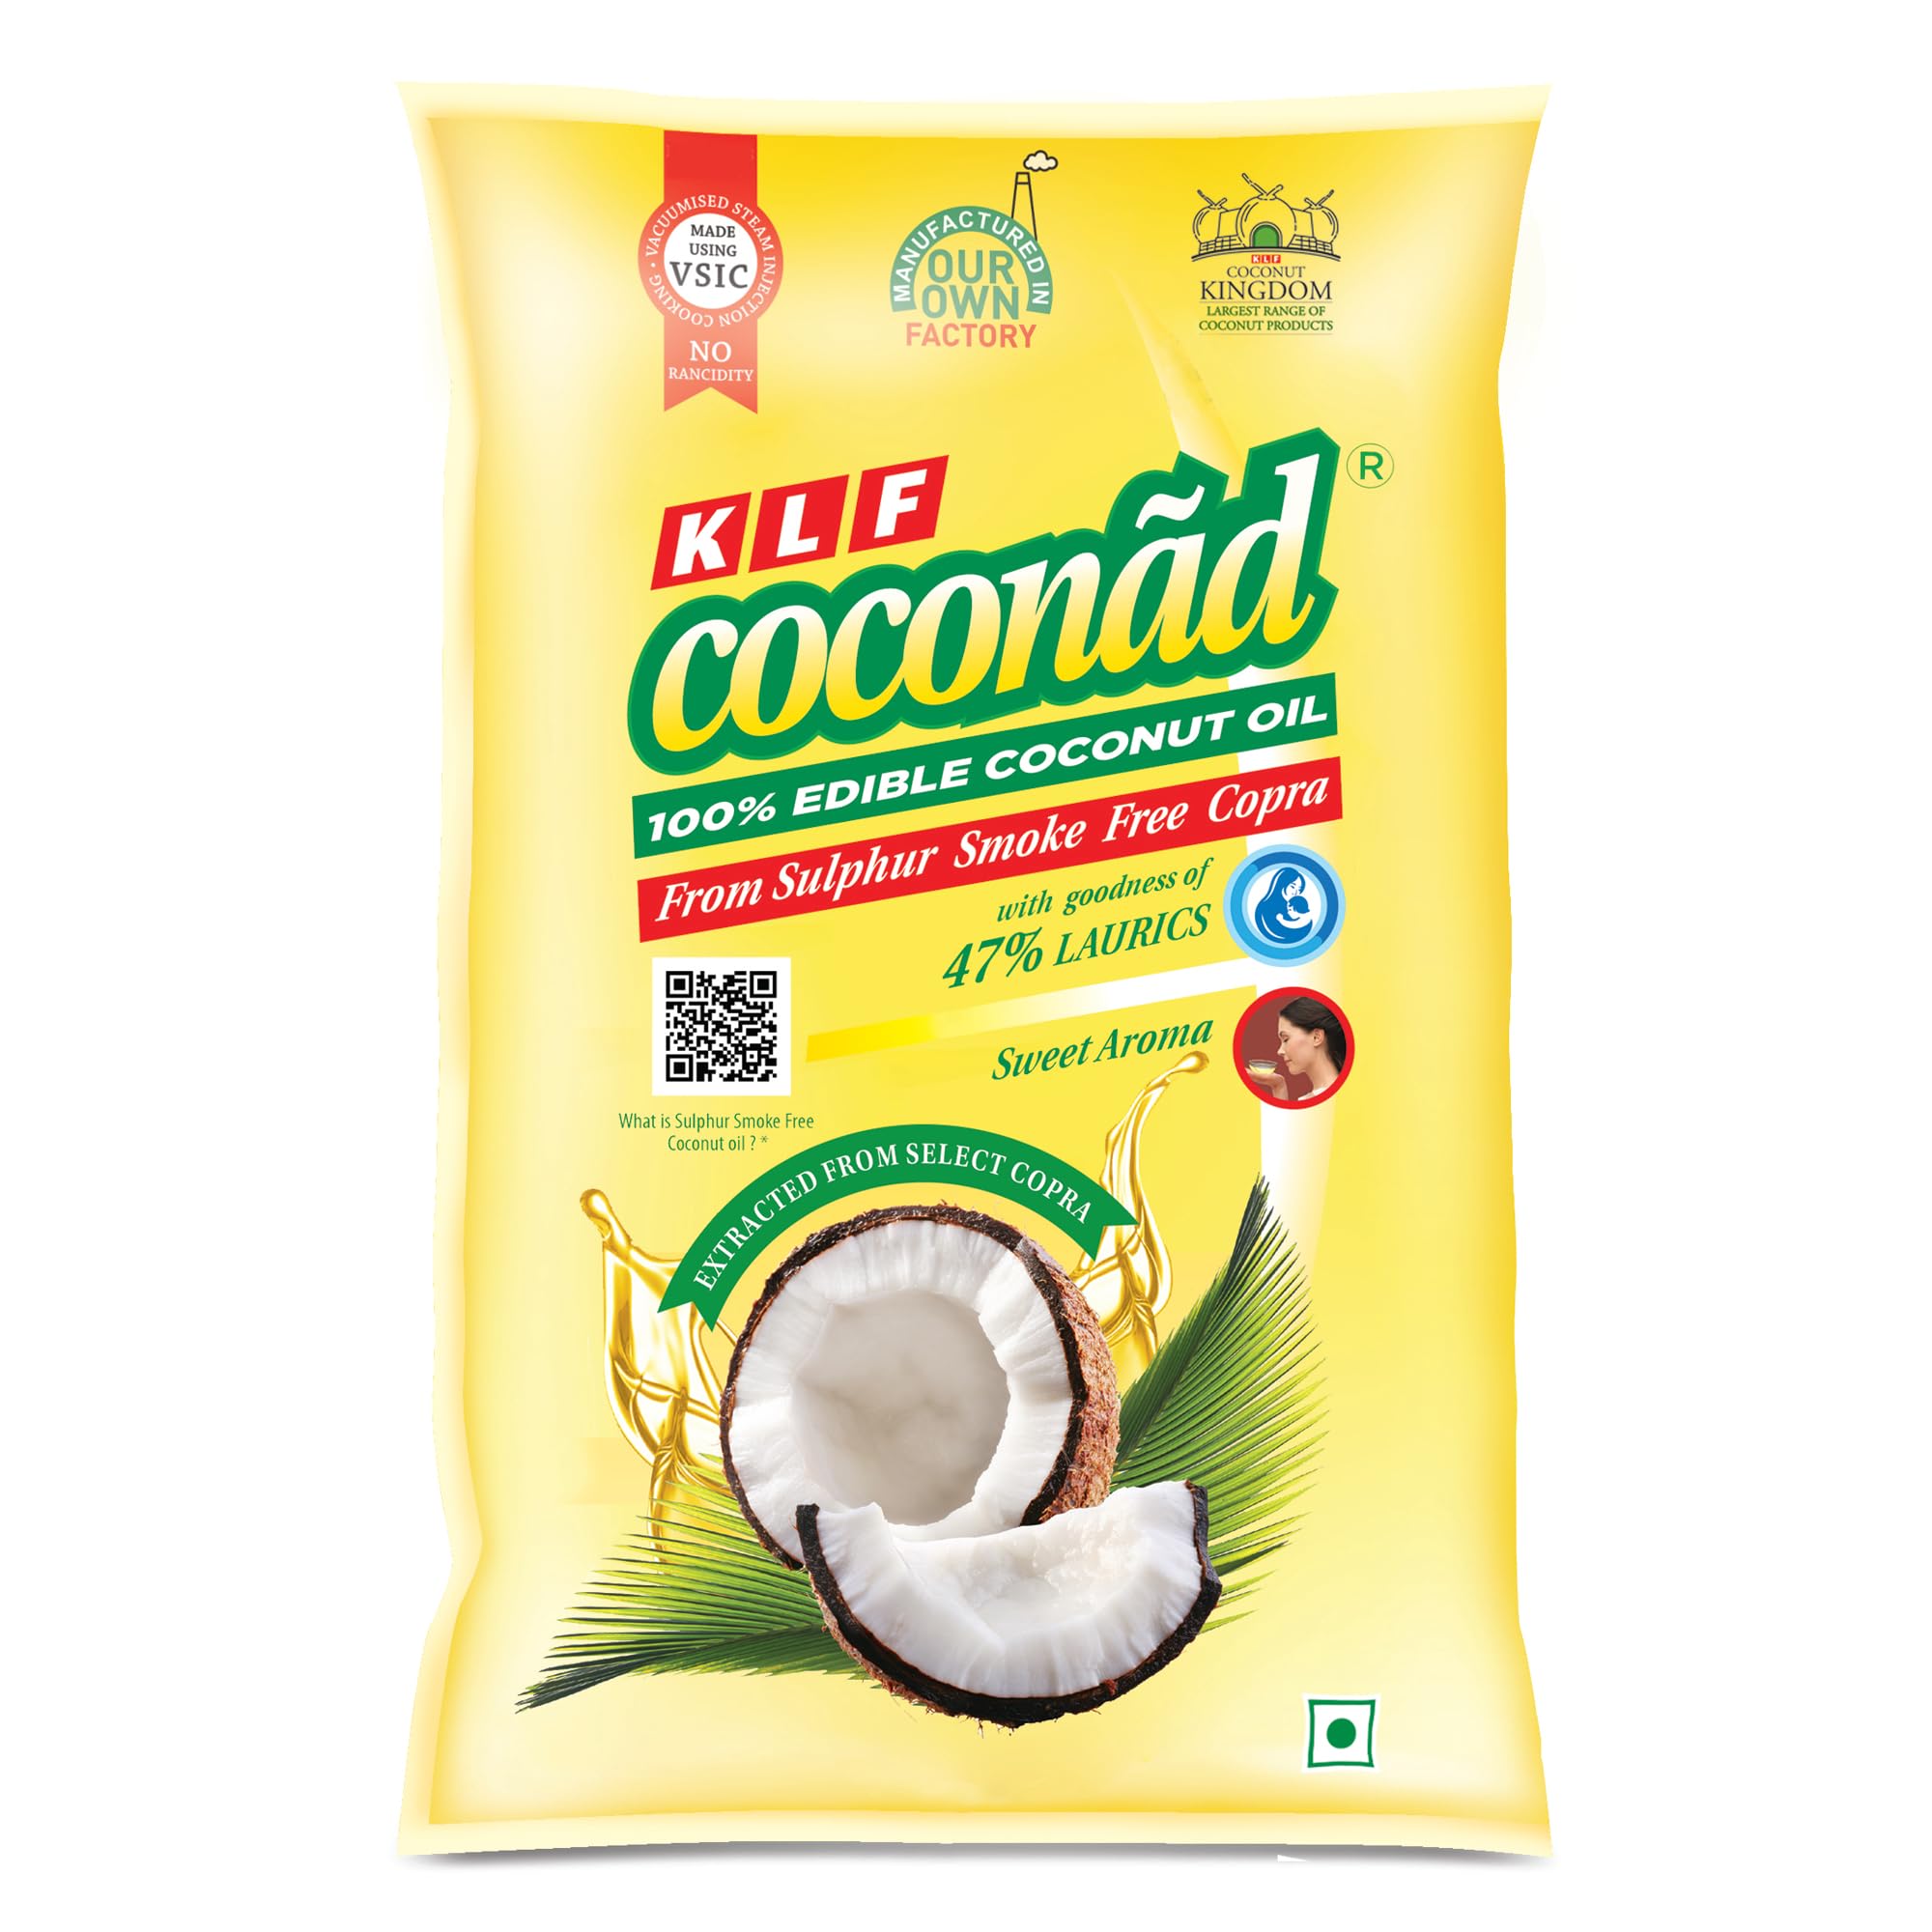 VACUUMISED STEAM INJECTION COOKING
MADE
USING
VSIC
NO
RANCIDITY
MANUFACTURED IN
OUR
OWN
FACTORY
KLF
COCONUT
KINGDOM
LARGEST RANGE OF
COCONUT PRODUCTS
KLF
coconãd ®
100% EDIBLE COCONUT OIL
From Sulphur Smoke Free Copra
with goodness of
47% LAURICS
Sweet Aroma
What is Sulphur Smoke Free
Coconut oil ? *
EXTRACTED FROM SELECT COPRA